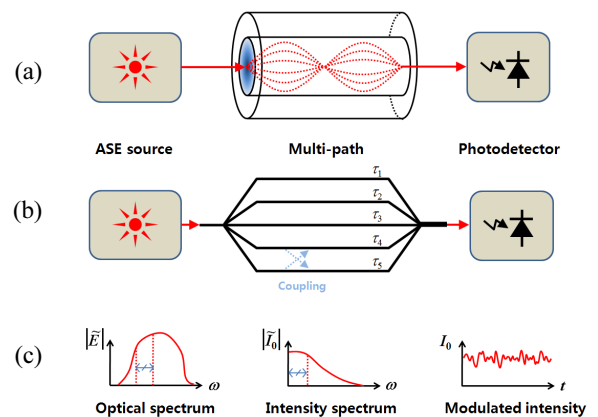 (a)
ASE source Multi-path Photodetector
(b)
τ₁
τ₂
τ₃
τ₄
τ₅
Coupling
(c)
|Ẽ|
ω
|Ĩ₀|
ω
I₀
t
Optical spectrum Intensity spectrum Modulated intensity